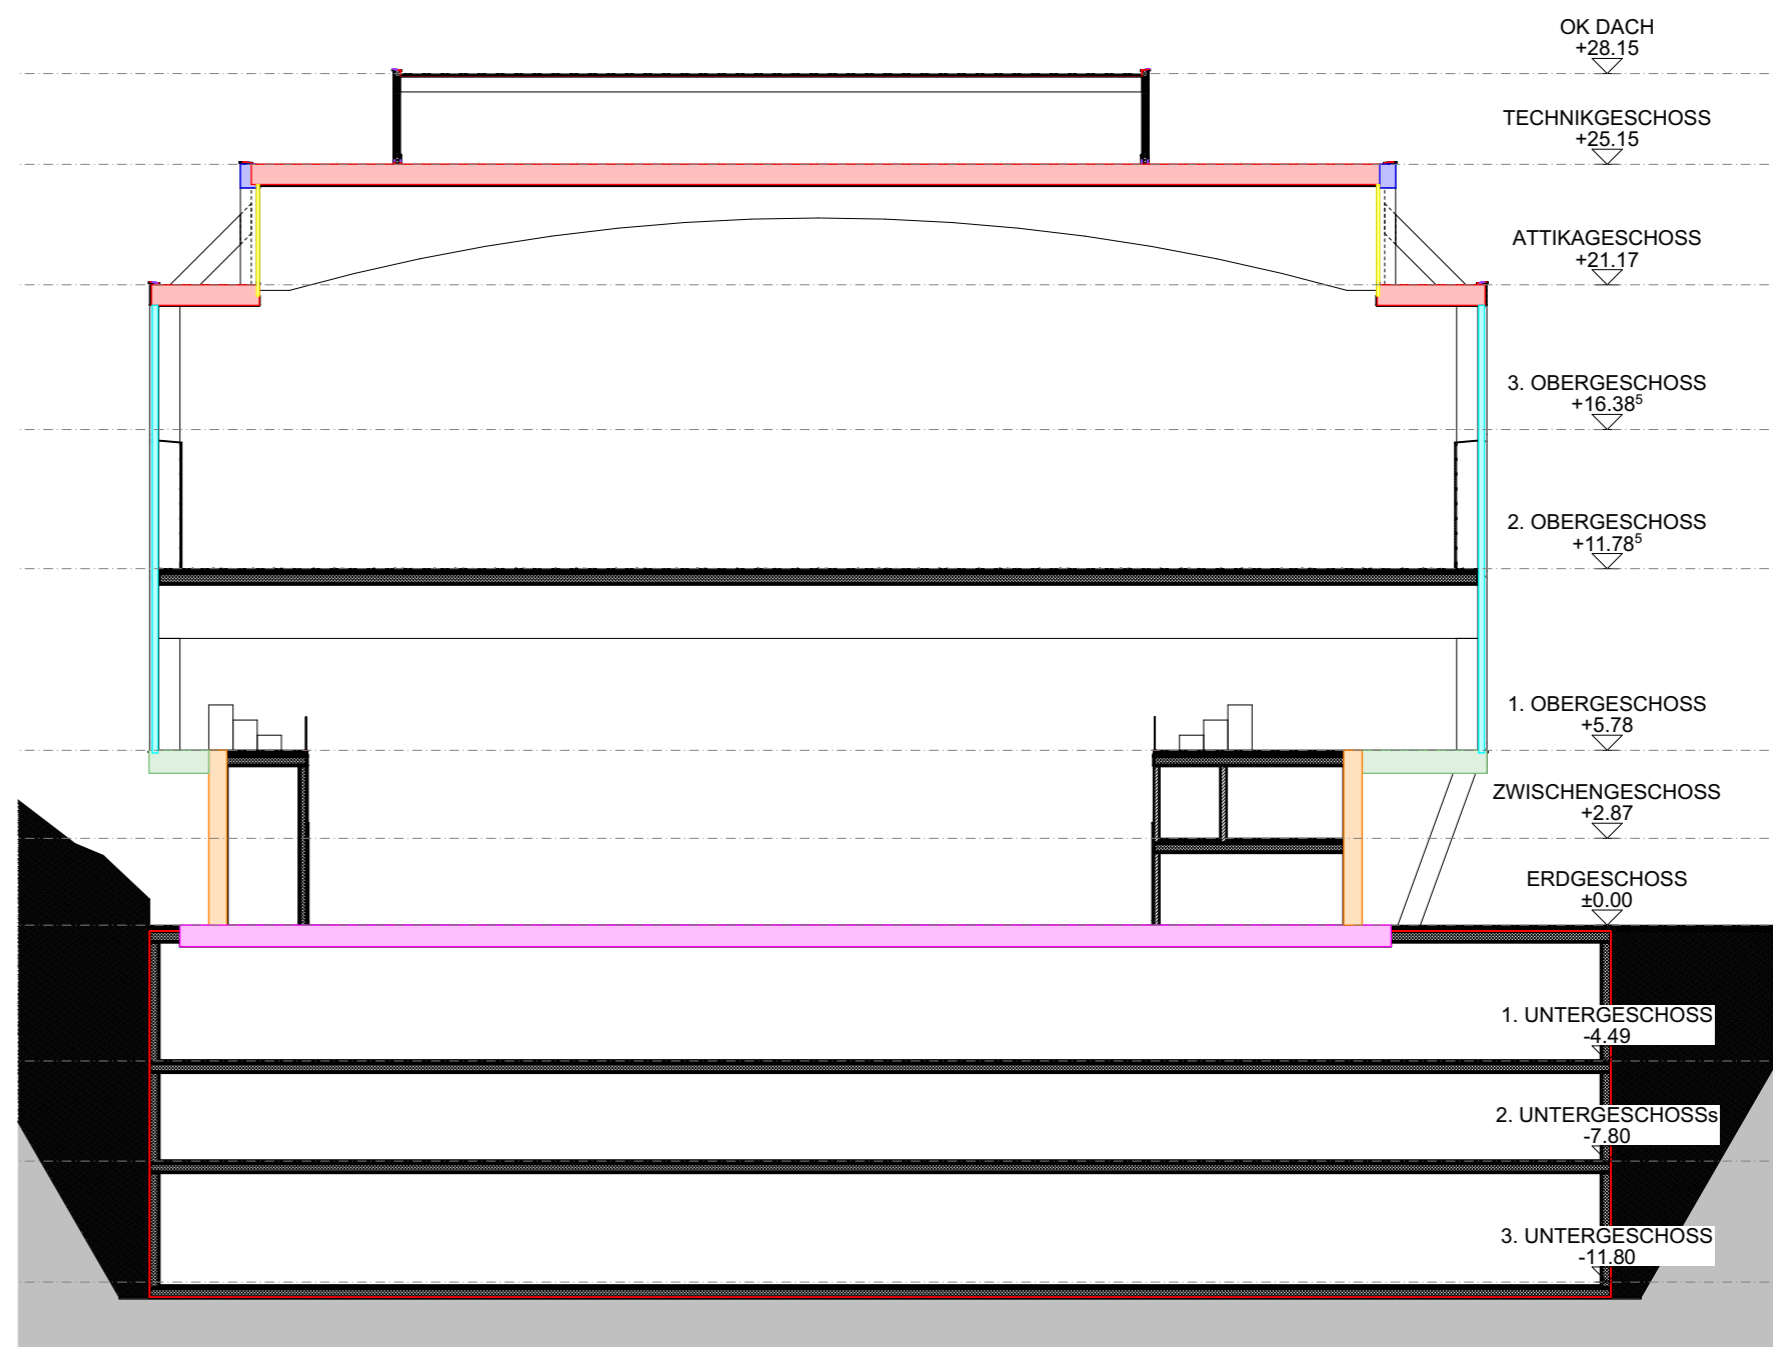 OK DACH
+28.15
TECHNIKGESCHOSS
+25.15
ATTIKAGESCHOSS
+21.17
3. OBERGESCHOSS
+16.38⁵
2. OBERGESCHOSS
+11.78⁵
1. OBERGESCHOSS
+5.78
ZWISCHENGESCHOSS
+2.87
ERDGESCHOSS
±0.00
1. UNTERGESCHOSS
-4.49
2. UNTERGESCHOSSs
-7.80
3. UNTERGESCHOSS
-11.80